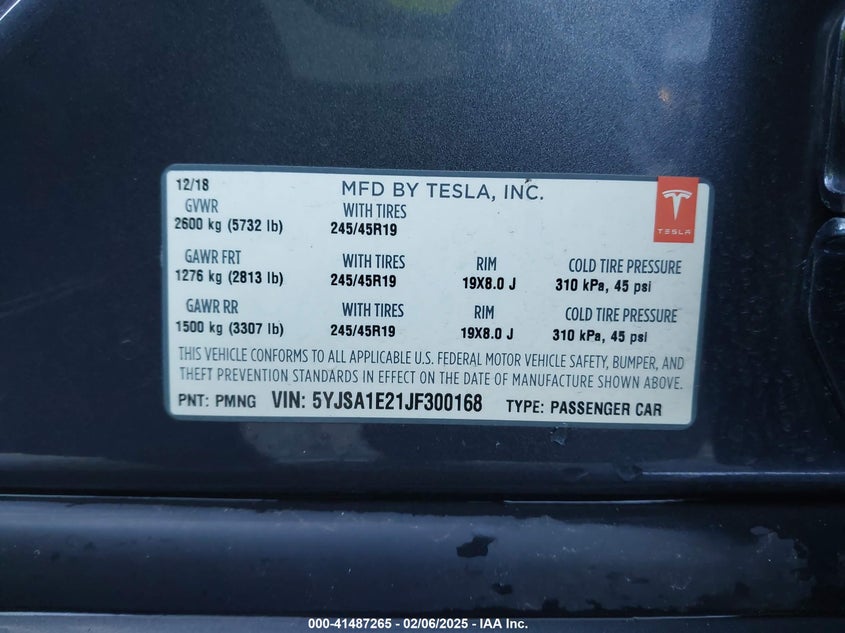 12/18 MFD BY TESLA, INC.
TESLA
GVWR WITH TIRES
2600 kg (5732 lb) 245/45R19
GAWR FRT WITH TIRES RIM COLD TIRE PRESSURE
1276 kg (2813 lb) 245/45R19 19X8.0 J 310 kPa, 45 psi
GAWR RR WITH TIRES RIM COLD TIRE PRESSURE
1500 kg (3307 lb) 245/45R19 19X8.0 J 310 kPa, 45 psi
THIS VEHICLE CONFORMS TO ALL APPLICABLE U.S. FEDERAL MOTOR VEHICLE SAFETY, BUMPER, AND
THEFT PREVENTION STANDARDS IN EFFECT ON THE DATE OF MANUFACTURE SHOWN ABOVE.
PNT: PMNG VIN: 5YJSA1E21JF300168 TYPE: PASSENGER CAR
000-41487265 - 02/06/2025 - IAA Inc.